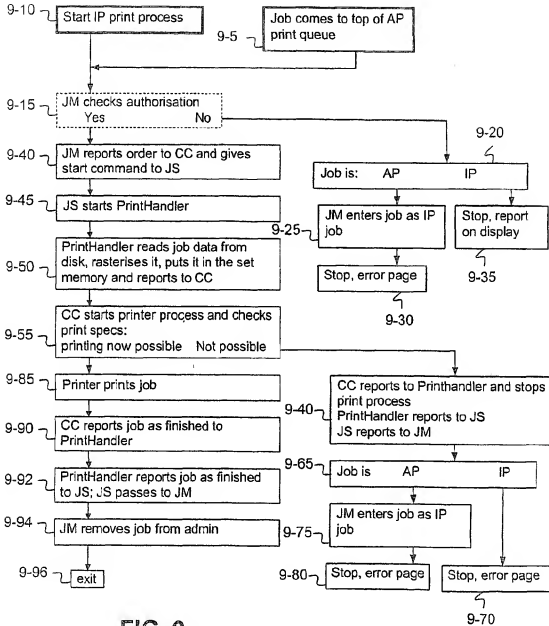 9-10
Start IP print process
Job comes to top of AP
print queue
9-5
9-15
JM checks authorisation
Yes No
9-20
9-40
JM reports order to CC and gives
start command to JS
Job is: AP IP
9-45
JS starts PrintHandler
9-25
JM enters job as IP
job
Stop, report
on display
9-35
9-50
PrintHandler reads job data from
disk, rasterises it, puts it in the set
memory and reports to CC
Stop, error page
9-30
9-55
CC starts printer process and checks
print specs:
printing now possible Not possible
9-85
Printer prints job
9-40
CC reports to Printhandler and stops
print process
PrintHandler reports to JS
JS reports to JM
9-90
CC reports job as finished to
PrintHandler
9-65
Job is AP IP
9-92
PrintHandler reports job as finished
to JS; JS passes to JM
9-75
JM enters job as IP
job
9-94
JM removes job from admin
9-96
exit
9-80
Stop, error page
Stop, error page
9-70